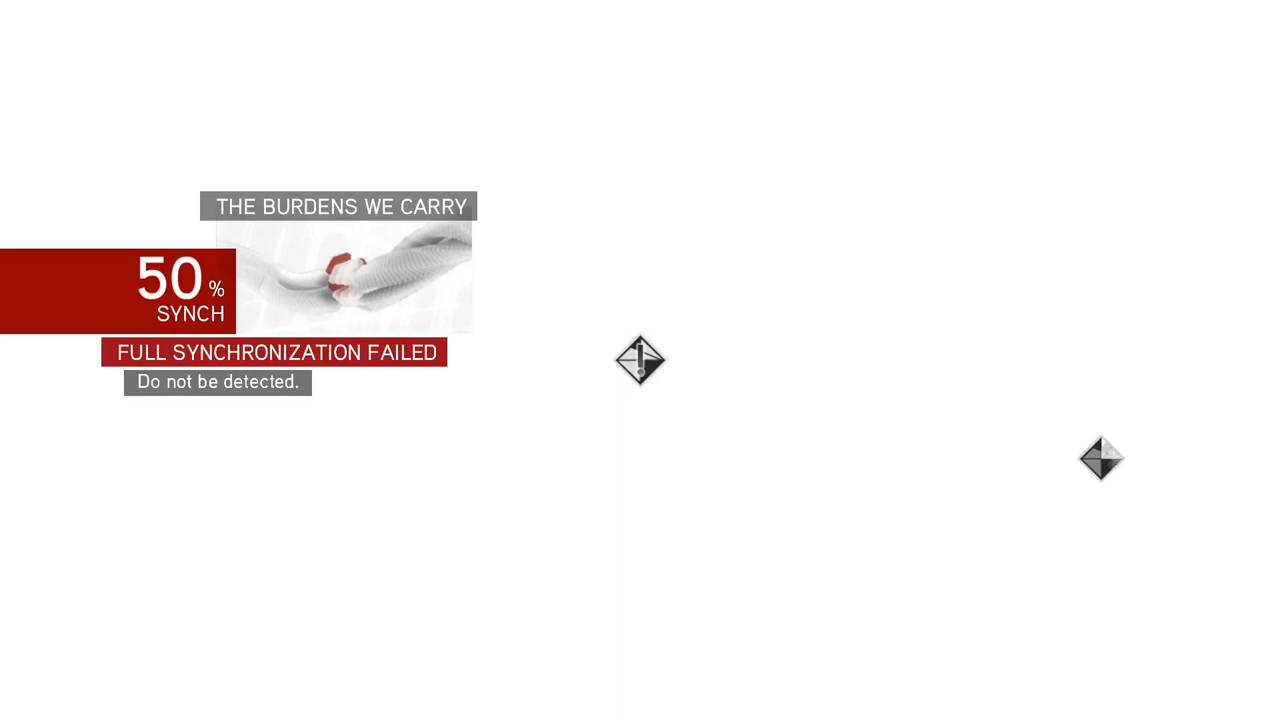 THE BURDENS WE CARRY
50 %
SYNCH
FULL SYNCHRONIZATION FAILED
Do not be detected.